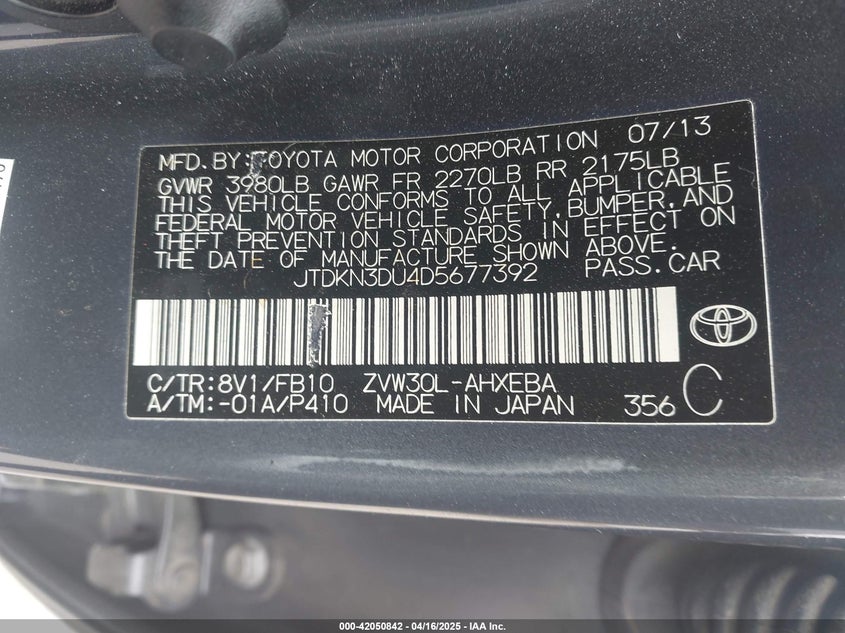 MFD.BY:TOYOTA MOTOR CORPORATION 07/13
GVWR 3980LB GAWR FR 2270LB RR 2175LB
THIS VEHICLE CONFORMS TO ALL APPLICABLE
FEDERAL MOTOR VEHICLE SAFETY,BUMPER,AND
THEFT PREVENTION STANDARDS IN EFFECT ON
THE DATE OF MANUFACTURE SHOWN ABOVE.
JTDKN3DU4D5677392 PASS.CAR
C/TR:8V1/FB10 ZVW30L-AHXEBA
A/TM:-01A/P410 MADE IN JAPAN 356 C
000-42050842 - 04/16/2025 - IAA Inc.